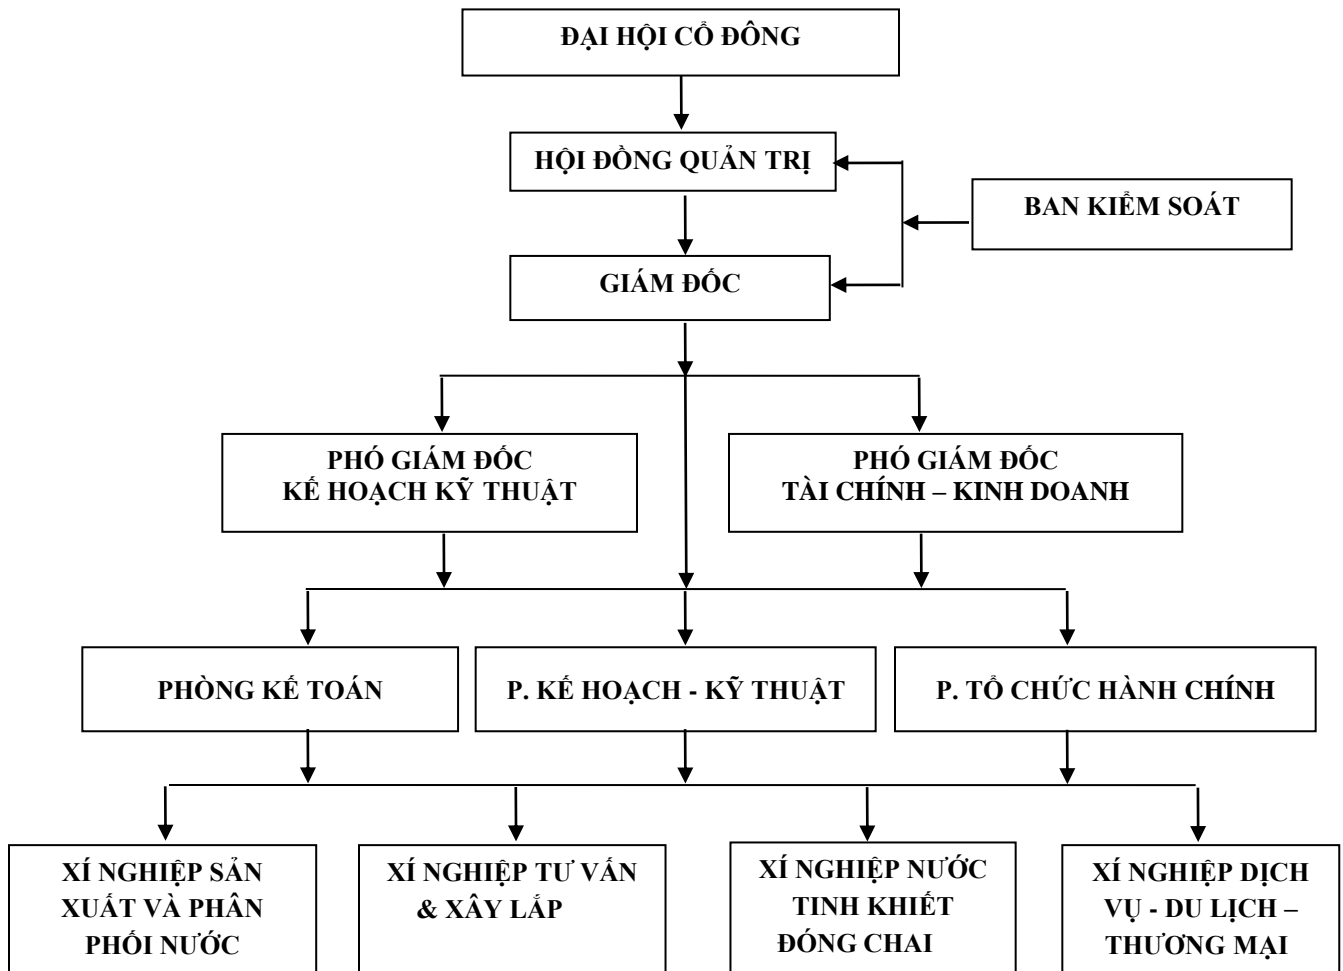 ĐẠI HỘI CỔ ĐÔNG
HỘI ĐỒNG QUẢN TRỊ
BAN KIỂM SOÁT
GIÁM ĐỐC
PHÓ GIÁM ĐỐC
KẾ HOẠCH KỸ THUẬT
PHÓ GIÁM ĐỐC
TÀI CHÍNH – KINH DOANH
PHÒNG KẾ TOÁN
P. KẾ HOẠCH - KỸ THUẬT
P. TỔ CHỨC HÀNH CHÍNH
XÍ NGHIỆP SẢN
XUẤT VÀ PHÂN
PHỐI NƯỚC
XÍ NGHIỆP TƯ VẤN
& XÂY LẮP
XÍ NGHIỆP NƯỚC
TINH KHIẾT
ĐÓNG CHAI
XÍ NGHIỆP DỊCH
VỤ - DU LỊCH –
THƯƠNG MẠI